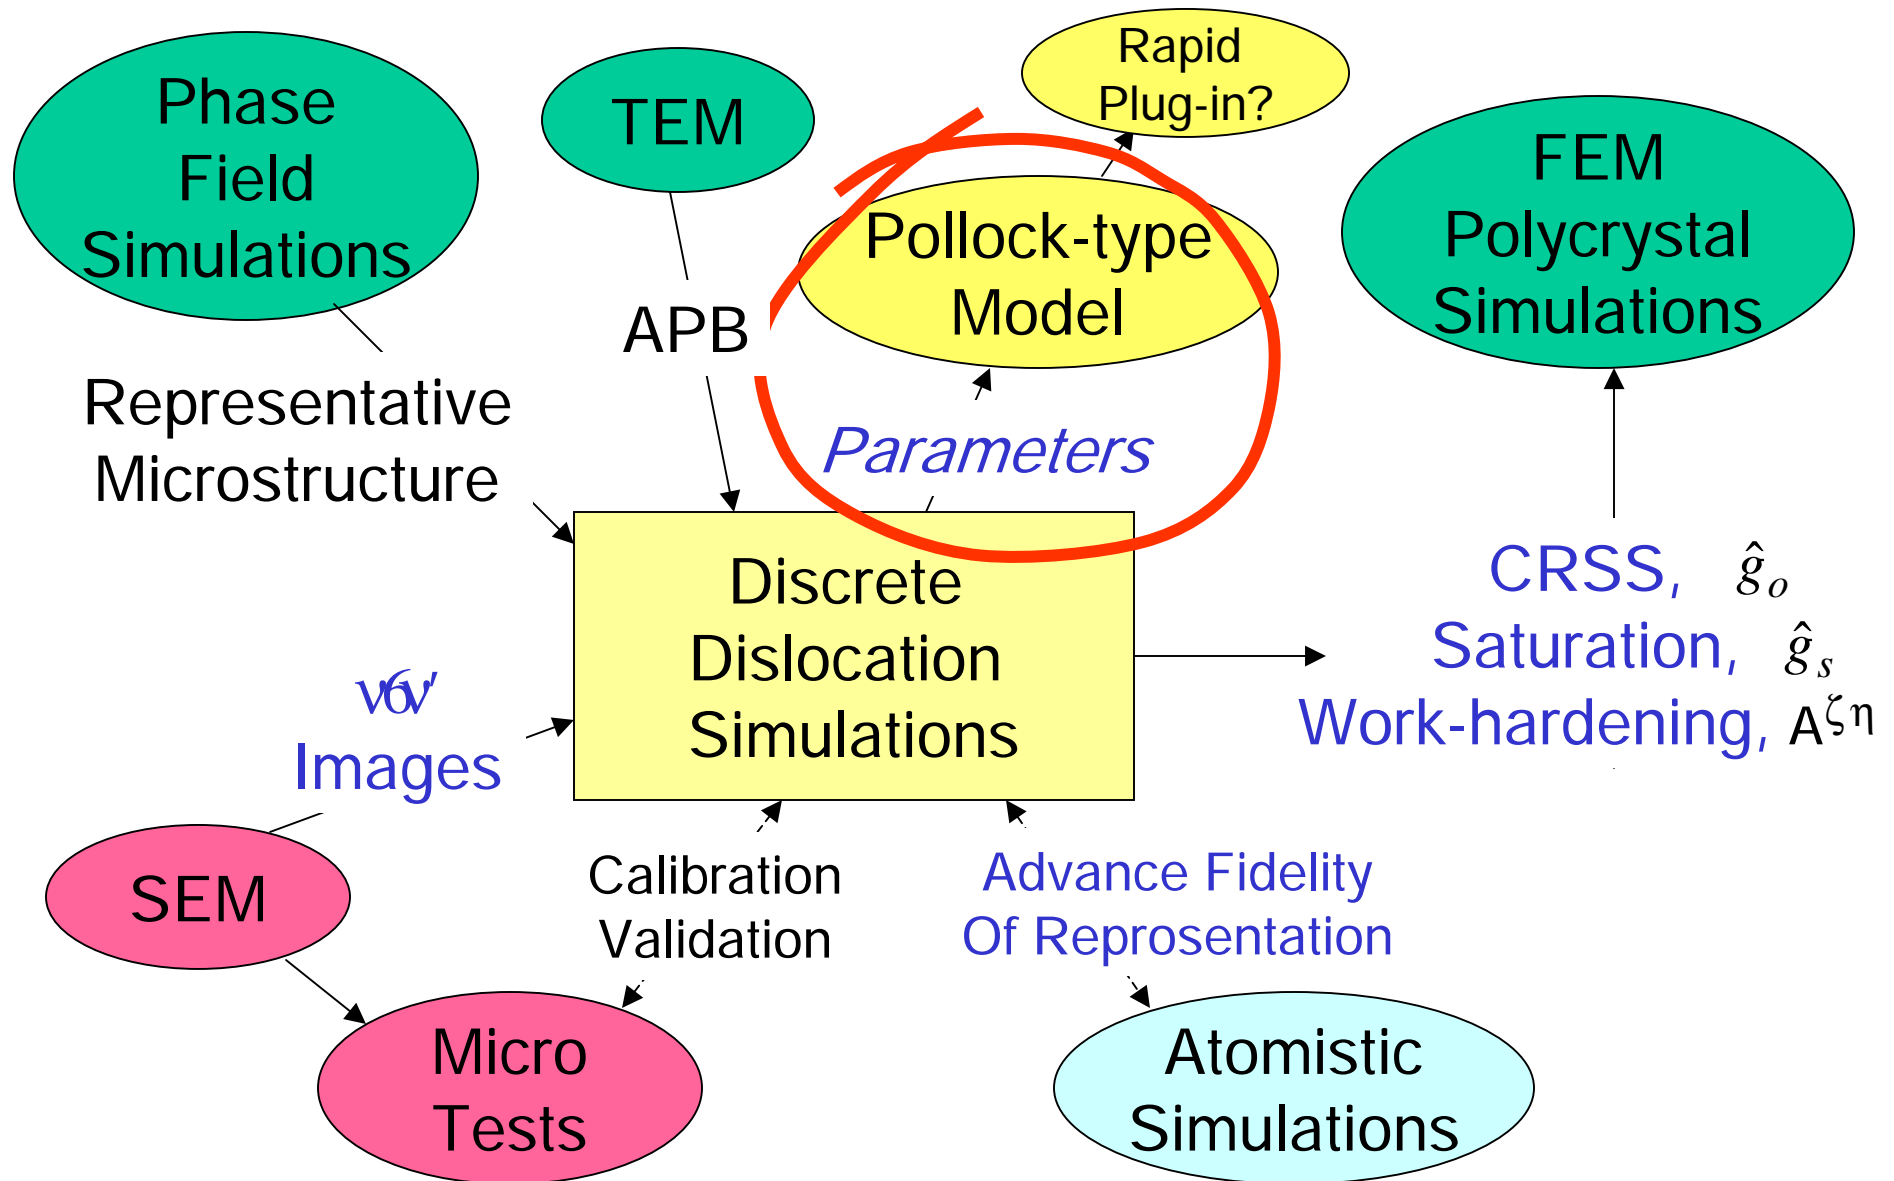 Phase
Field
Simulations
TEM
Rapid
Plug-in?
Pollock-type
Model
FEM
Polycrystal
Simulations
APB
Representative
Microstructure
Parameters
Discrete
Dislocation
Simulations
CRSS, ĝₒ
Saturation, ĝₛ
Work-hardening, A^ζη
Images
SEM
Calibration
Validation
Advance Fidelity
Of Reprosentation
Micro
Tests
Atomistic
Simulations